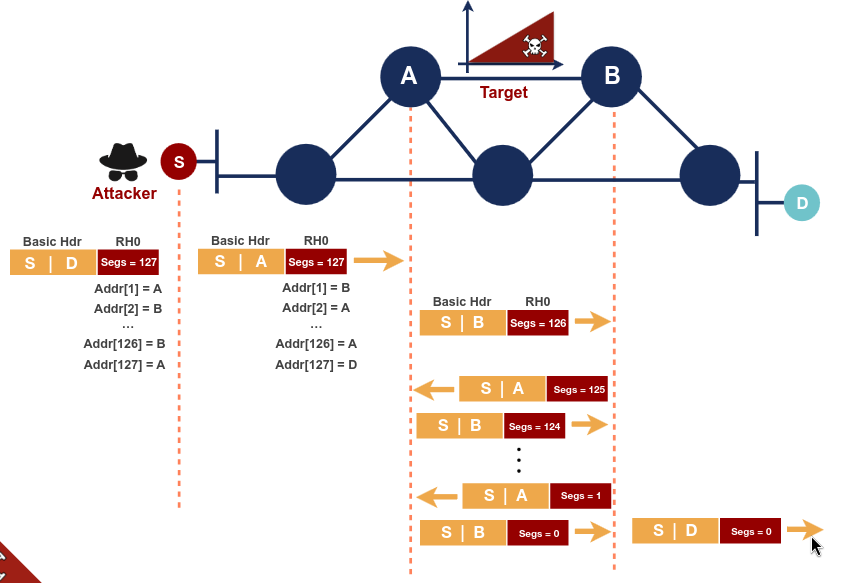 A
B
Target
S
Attacker
D
Basic Hdr RH0
S | D Segs = 127
Addr[1] = A
Addr[2] = B
...
Addr[126] = B
Addr[127] = A
Basic Hdr RH0
S | A Segs = 127
Addr[1] = B
Addr[2] = A
...
Addr[126] = A
Addr[127] = D
Basic Hdr RH0
S | B Segs = 126
S | A Segs = 125
S | B Segs = 124
S | A Segs = 1
S | B Segs = 0
S | D Segs = 0